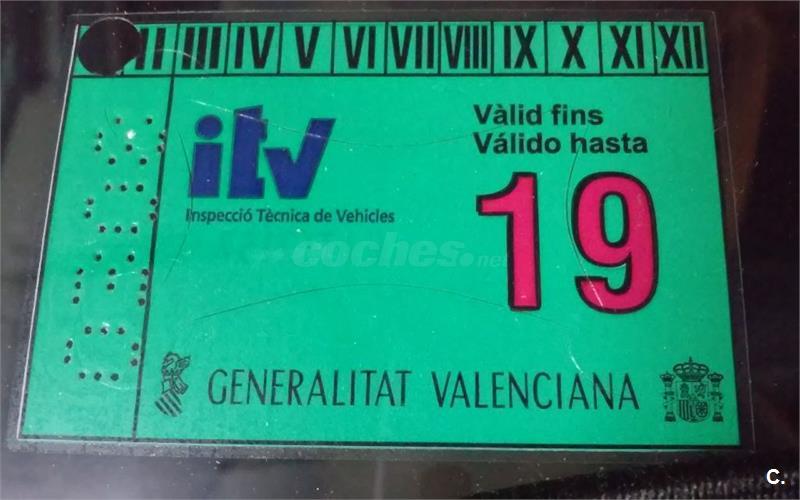 II III IV V VI VII VIII IX X XI XII
itv
Inspecció Tècnica de Vehicles
Vàlid fins
Válido hasta
19
coches.net
GENERALITAT VALENCIANA
C.